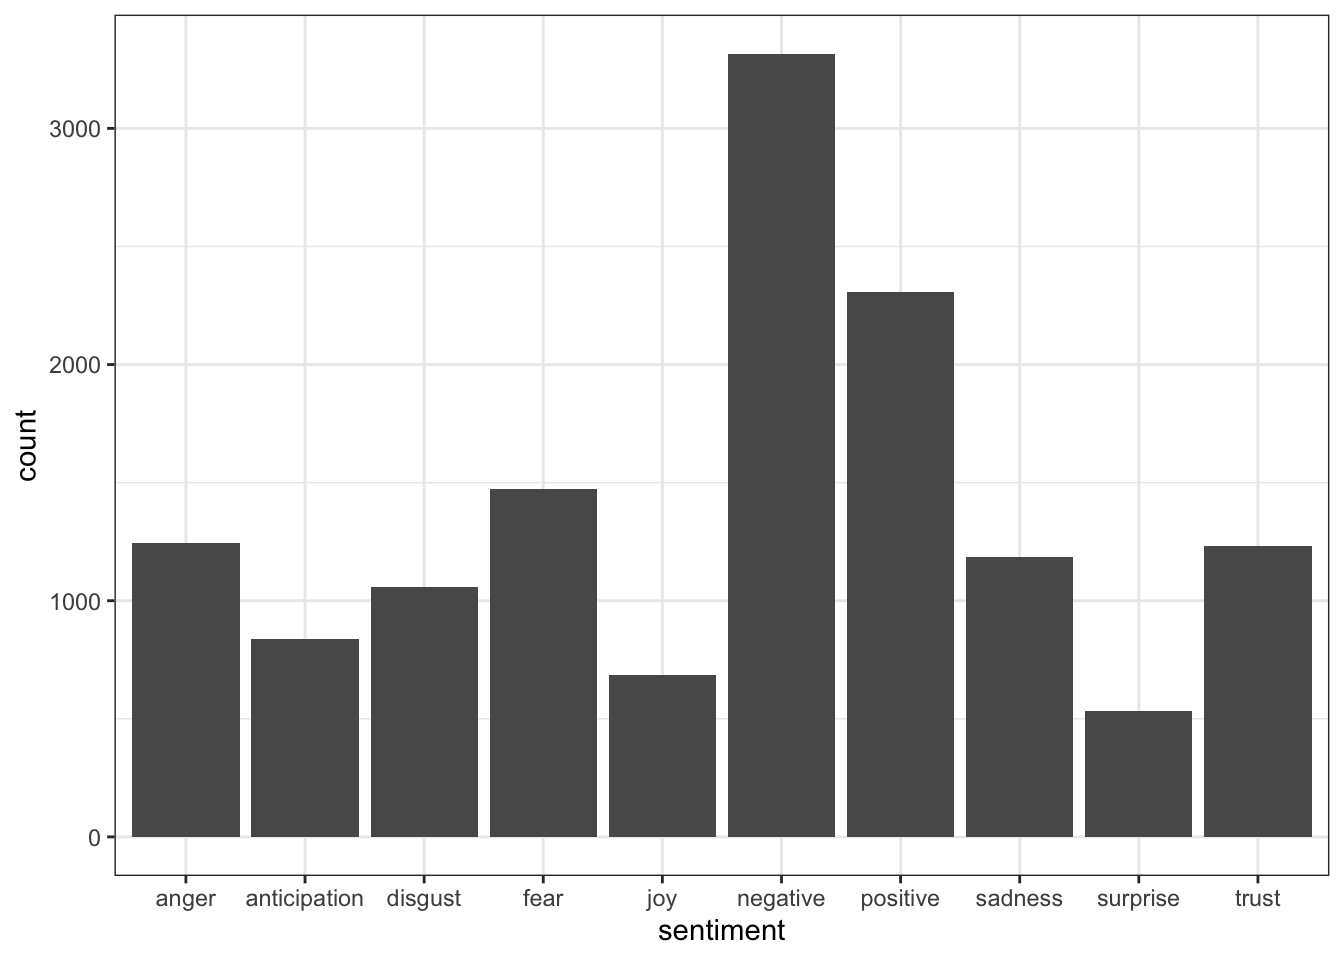 3000
2000
count
1000
0
anger anticipation disgust fear joy negative positive sadness surprise trust
sentiment